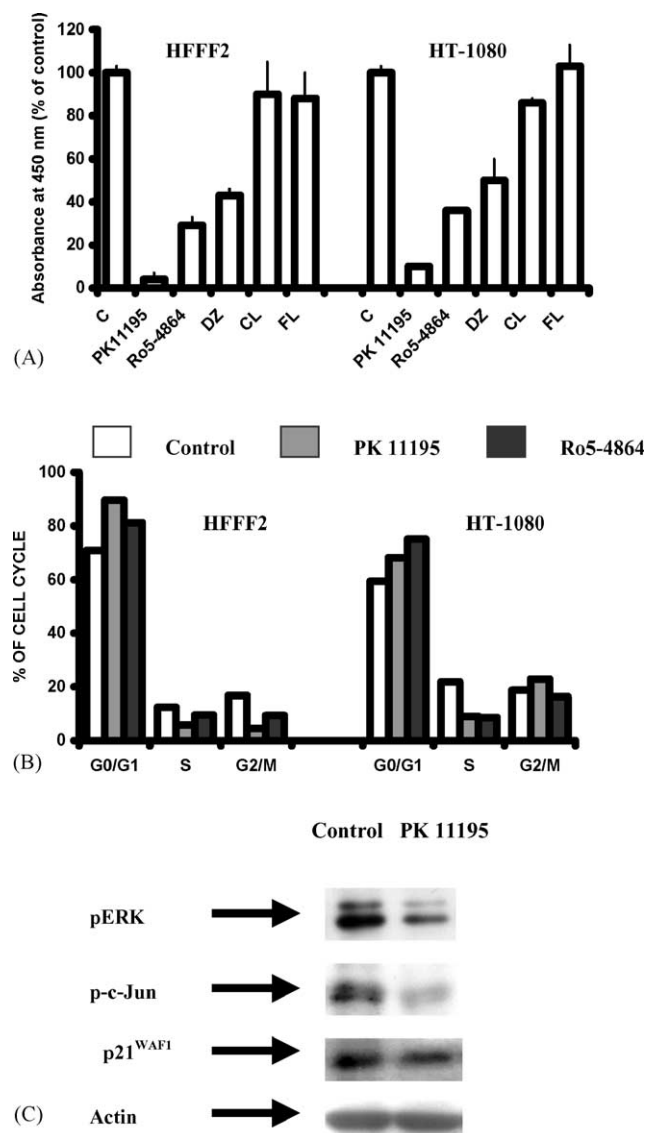 HFFF2
HT-1080
Absorbance at 450 nm (% of control)
120
100
80
60
40
20
0
C
PK11195
Ro5-4864
DZ
CL
FL
C
PK 11195
Ro5-4864
DZ
CL
FL
(A)
Control
PK 11195
Ro5-4864
HFFF2
HT-1080
% OF CELL CYCLE
100
80
60
40
20
0
G0/G1
S
G2/M
G0/G1
S
G2/M
(B)
Control PK 11195
pERK
p-c-Jun
p21WAF1
(C)
Actin